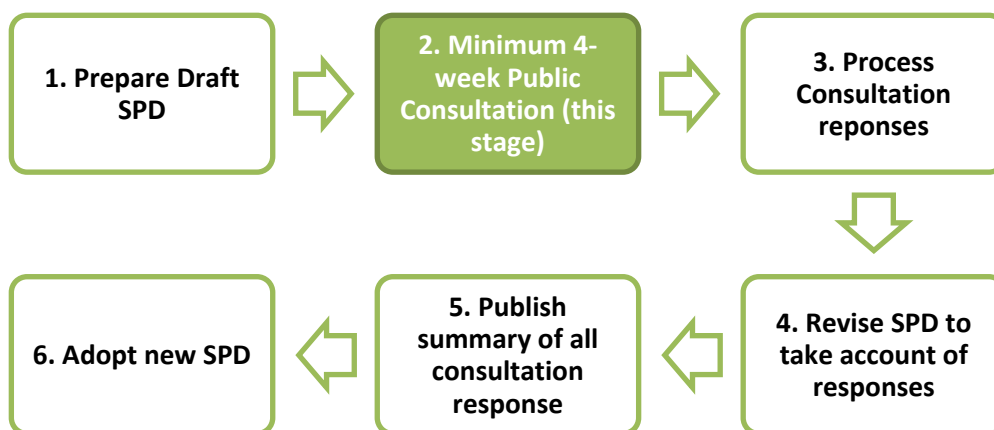 1. Prepare Draft
SPD
2. Minimum 4-
week Public
Consultation (this
stage)
3. Process
Consultation
reponses
4. Revise SPD to
take account of
responses
5. Publish
summary of all
consultation
response
6. Adopt new SPD